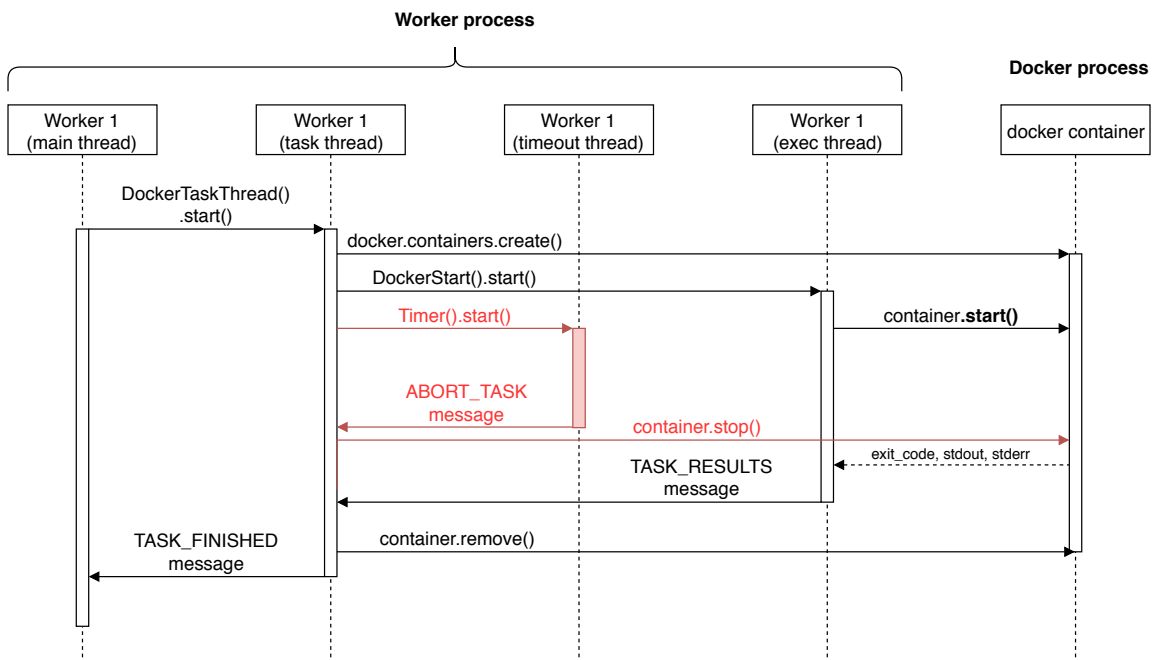 Worker process
Docker process
Worker 1
(main thread)
Worker 1
(task thread)
Worker 1
(timeout thread)
Worker 1
(exec thread)
docker container
DockerTaskThread()
.start()
docker.containers.create()
DockerStart().start()
Timer().start()
container.start()
ABORT_TASK
message
container.stop()
exit_code, stdout, stderr
TASK_RESULTS
message
container.remove()
TASK_FINISHED
message